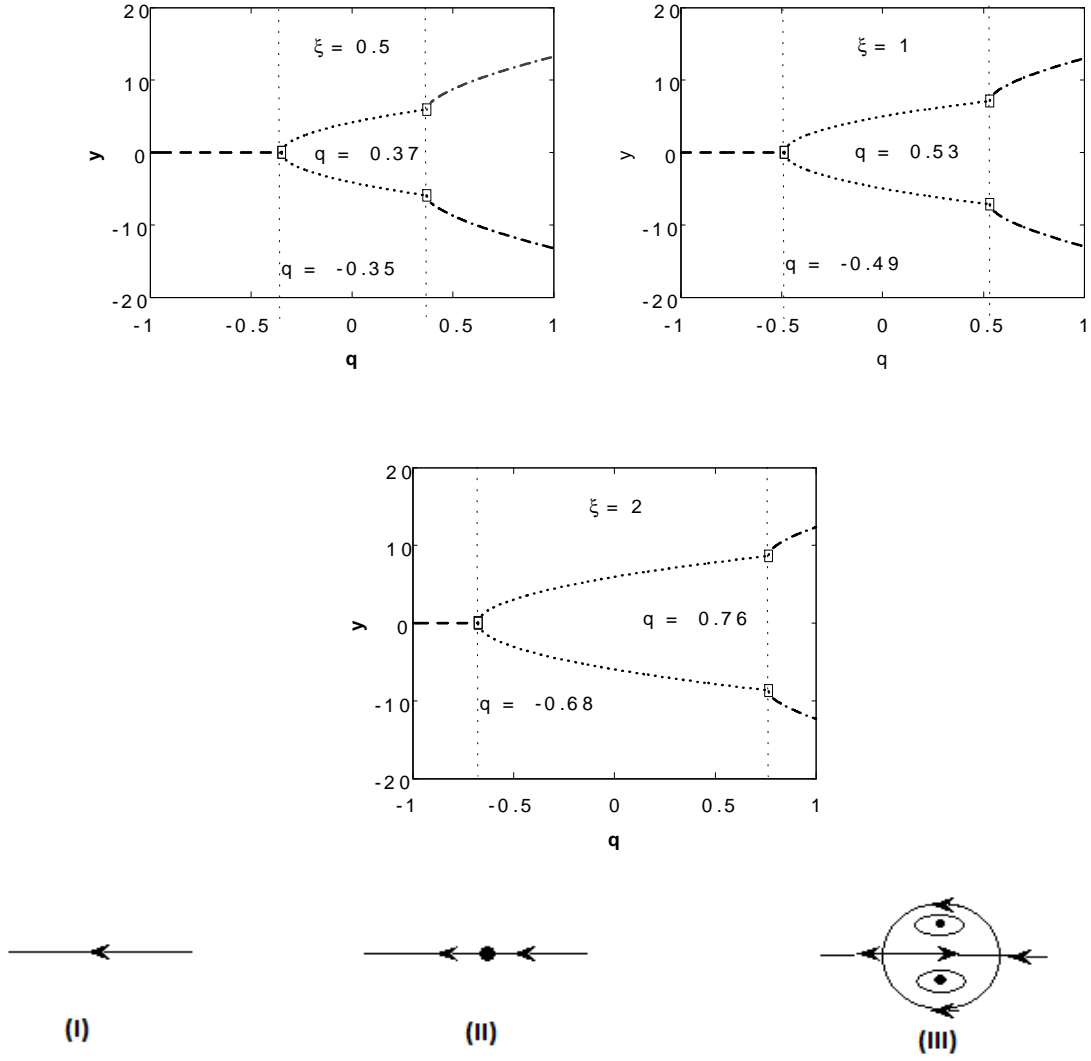 20
ξ = 0.5
10
y
0
q = 0.37
-10
q = -0.35
-20
-1 -0.5 0 0.5 1
q
20
ξ = 1
10
y
0
q = 0.53
-10
q = -0.49
-20
-1 -0.5 0 0.5 1
q
20
ξ = 2
10
y
0
q = 0.76
-10
q = -0.68
-20
-1 -0.5 0 0.5 1
q
(I)
(II)
(III)